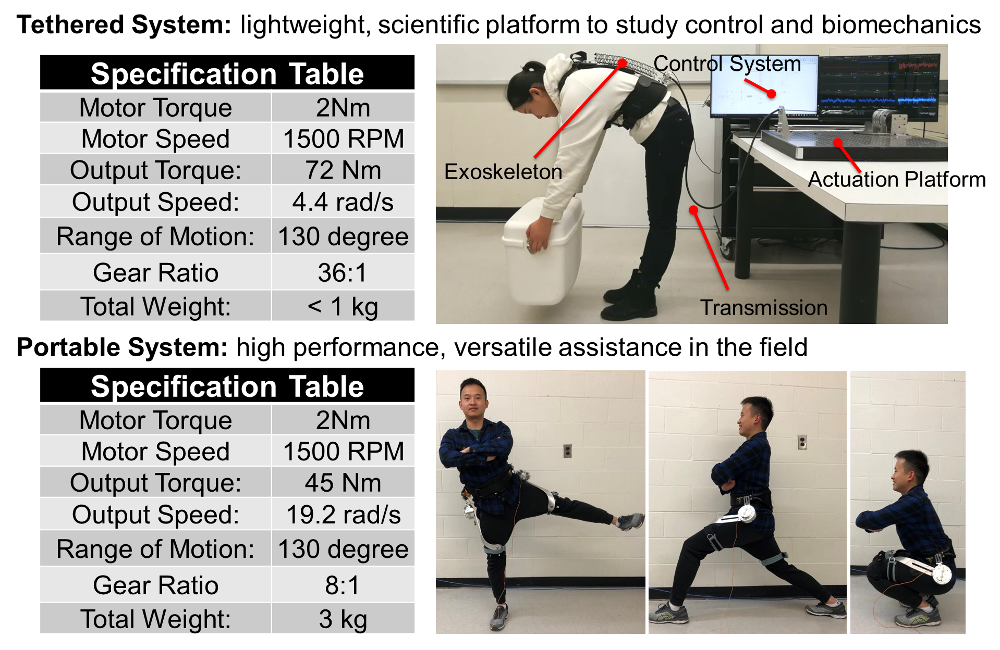 Tethered System: lightweight, scientific platform to study control and biomechanics
Specification Table
Motor Torque 2Nm
Motor Speed 1500 RPM
Output Torque: 72 Nm
Output Speed: 4.4 rad/s
Range of Motion: 130 degree
Gear Ratio 36:1
Total Weight: < 1 kg
Control System
Exoskeleton
Actuation Platform
Transmission
Portable System: high performance, versatile assistance in the field
Specification Table
Motor Torque 2Nm
Motor Speed 1500 RPM
Output Torque: 45 Nm
Output Speed: 19.2 rad/s
Range of Motion: 130 degree
Gear Ratio 8:1
Total Weight: 3 kg